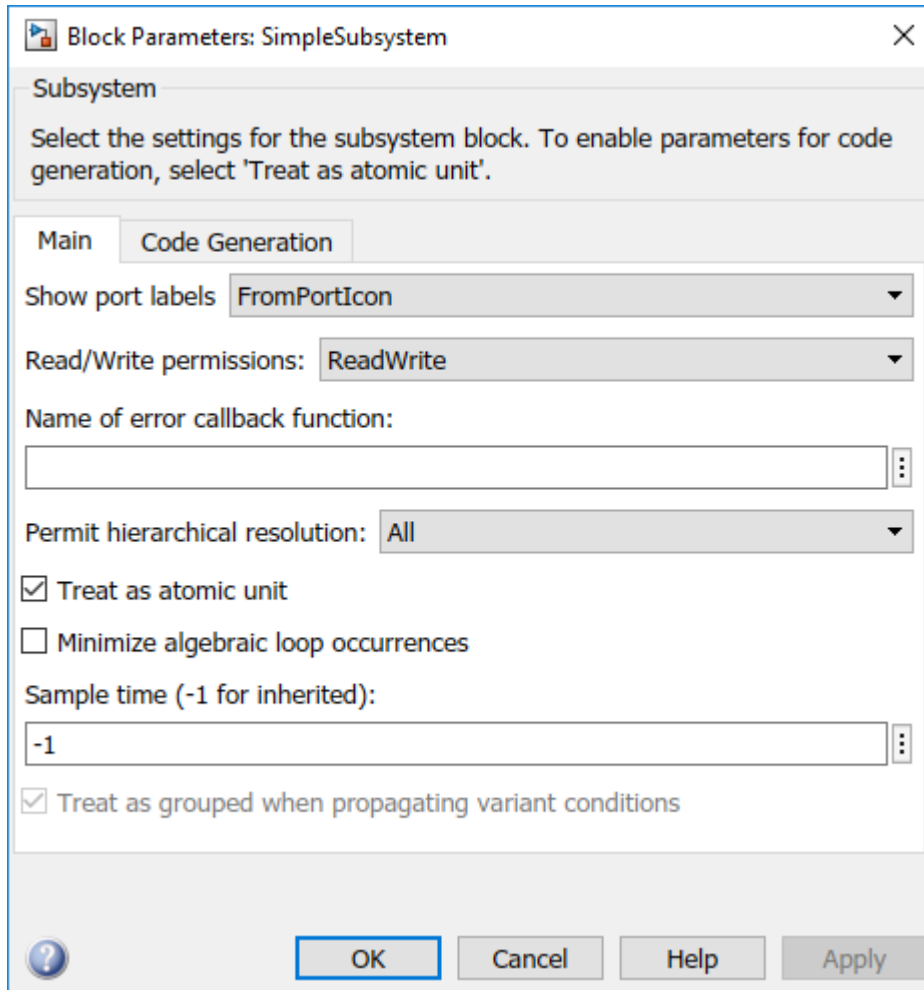 Block Parameters: SimpleSubsystem
Subsystem
Select the settings for the subsystem block. To enable parameters for code
generation, select 'Treat as atomic unit'.
Main Code Generation
Show port labels FromPortIcon
Read/Write permissions: ReadWrite
Name of error callback function:
Permit hierarchical resolution: All
Treat as atomic unit
Minimize algebraic loop occurrences
Sample time (-1 for inherited):
-1
Treat as grouped when propagating variant conditions
? OK Cancel Help Apply